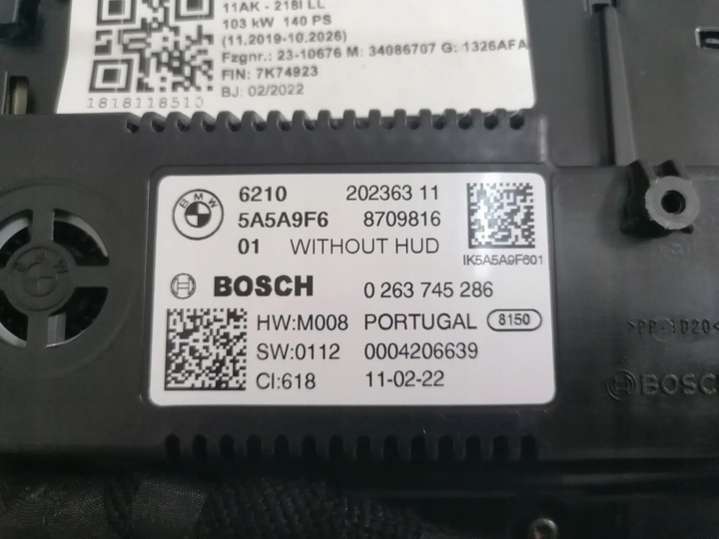 11AK - 218I LL
103 kW 140 PS
(11.2019-10.2026)
Fzgnr.: 23-10676 M: 34086707 G: 1326AFA
FIN: 7K74923
BJ: 02/2022
1818118510
BMW
6210 202363 11
5A5A9F6 8709816
01 WITHOUT HUD
IK5A5A9F601
BOSCH 0 263 745 286
HW:M008 PORTUGAL 8150
SW:0112 0004206639
CI:618 11-02-22
BOSCH